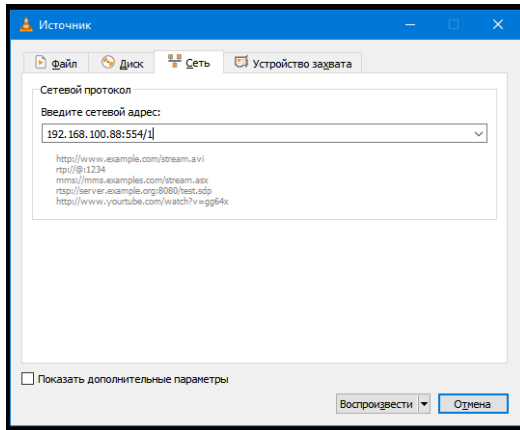 Источник
Файл Диск Сеть Устройство захвата
Сетевой протокол
Введите сетевой адрес:
192.168.100.88:554/1
http://www.example.com/stream.avi
rtp://@:1234
mms://mms.examples.com/stream.asx
rtsp://server.example.org:8080/test.sdp
http://www.yourtube.com/watch?v=gg64x
Показать дополнительные параметры
Воспроизвести Отмена